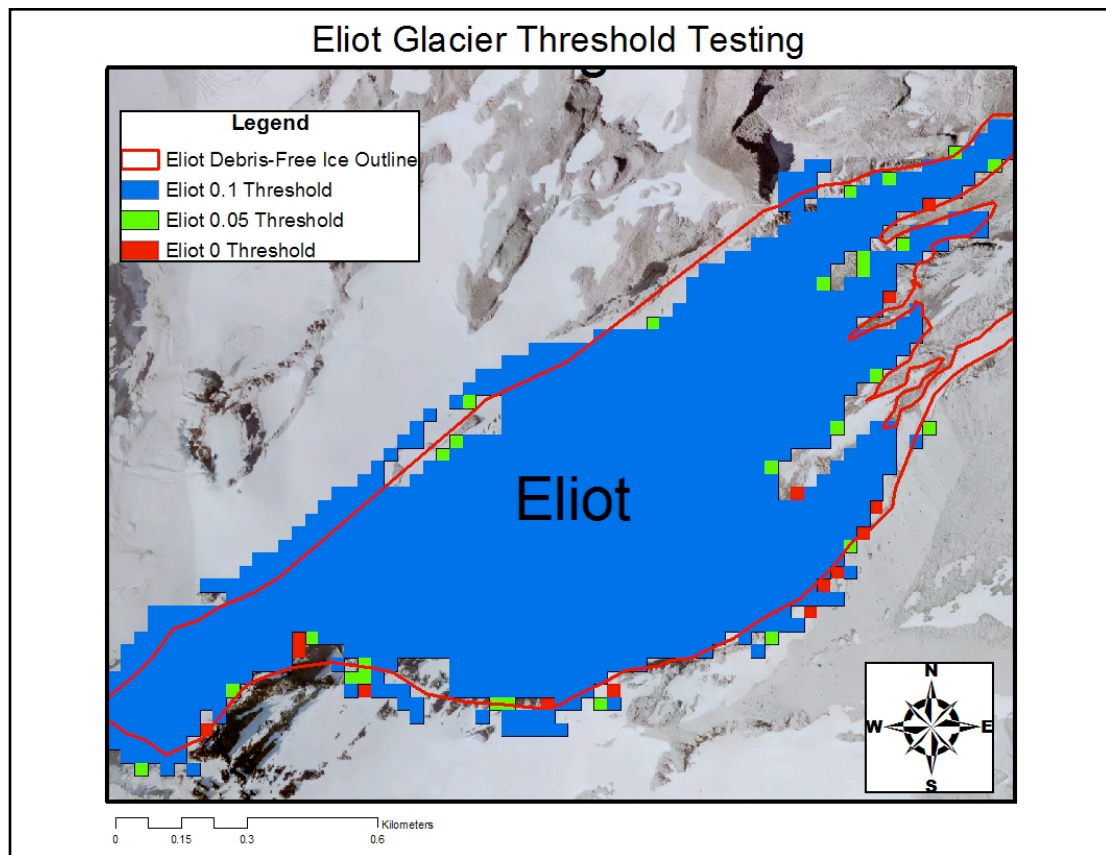 Eliot Glacier Threshold Testing
Legend
Eliot Debris-Free Ice Outline
Eliot 0.1 Threshold
Eliot 0.05 Threshold
Eliot 0 Threshold
Eliot
N
W E
S
Kilometers
0 0.15 0.3 0.6